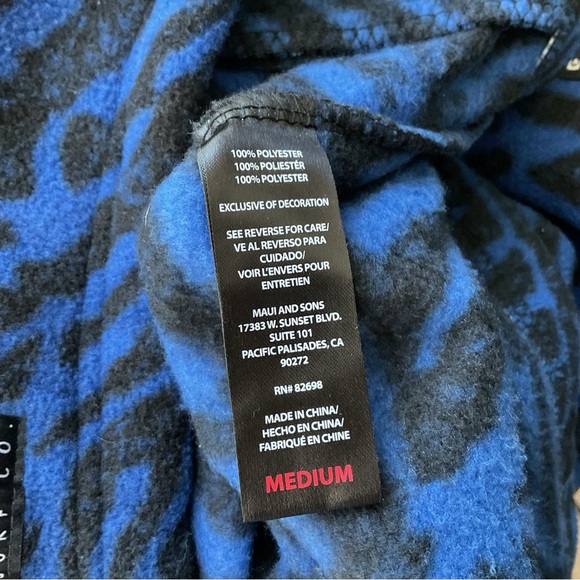 100% POLYESTER
100% POLIESTÉR
100% POLYESTER
EXCLUSIVE OF DECORATION
SEE REVERSE FOR CARE/
VE AL REVERSO PARA
CUIDADO/
VOIR L'ENVERS POUR
ENTRETIEN
MAUI AND SONS
17383 W. SUNSET BLVD.
SUITE 101
PACIFIC PALISADES, CA
90272
RN# 82698
MADE IN CHINA/
HECHO EN CHINA/
FABRIQUÉ EN CHINE
MEDIUM
CO.